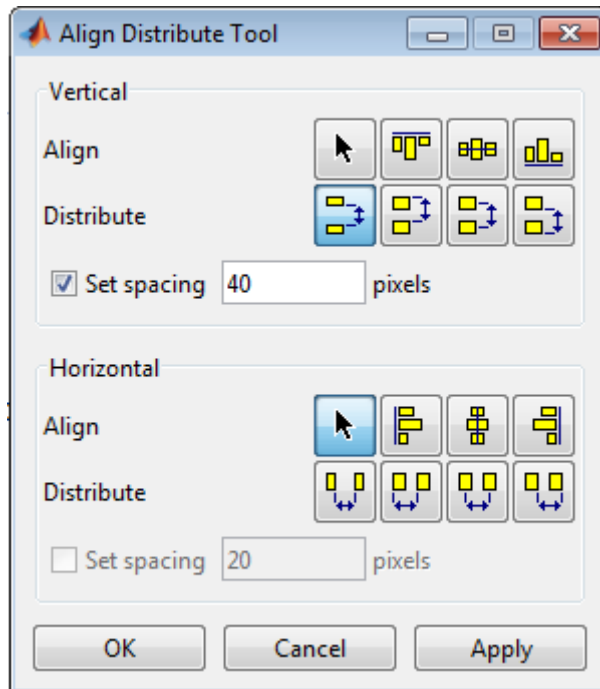 Align Distribute Tool
Vertical
Align
Distribute
Set spacing 40 pixels
Horizontal
Align
Distribute
Set spacing 20 pixels
OK Cancel Apply